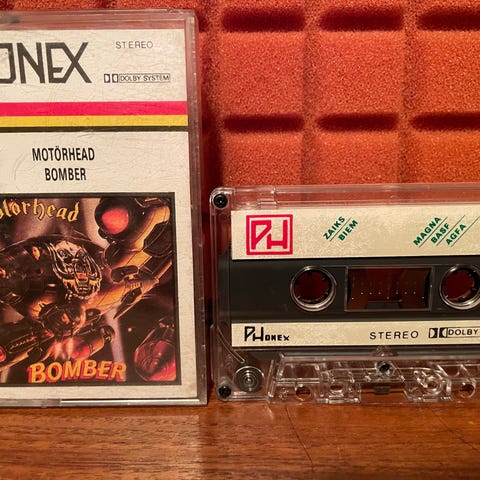 ONEX
STEREO
DOLBY SYSTEM
MOTÖRHEAD
BOMBER
Motörhead
BOMBER
PH
ZAIKS
BIEM
MAGNA
BASF
AGFA
PHONEX
STEREO
DOLBY